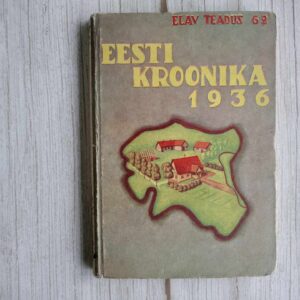 ELAV TEADUS 62
EESTI
KROONIKA
1936